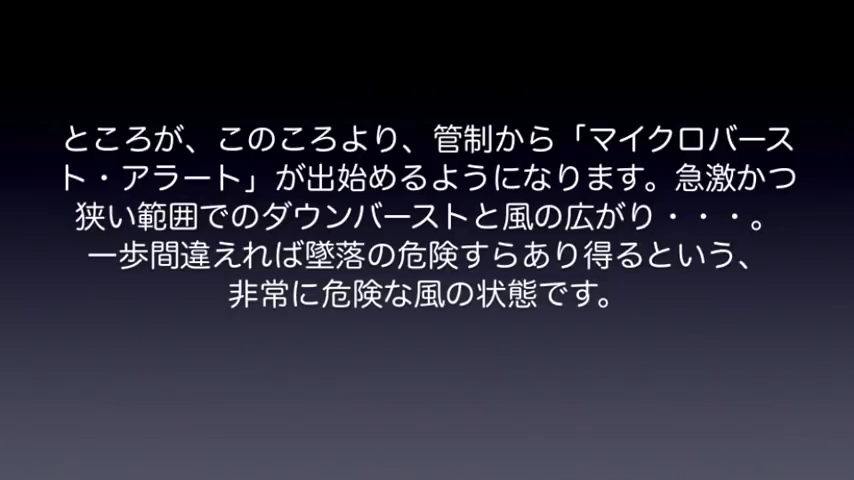 ところが、このころより、管制から「マイクロバース
ト・アラート」が出始めるようになります。急激かつ
狭い範囲でのダウンバーストと風の広がり・・・。
一歩間違えれば墜落の危険すらあり得るという、
非常に危険な風の状態です。